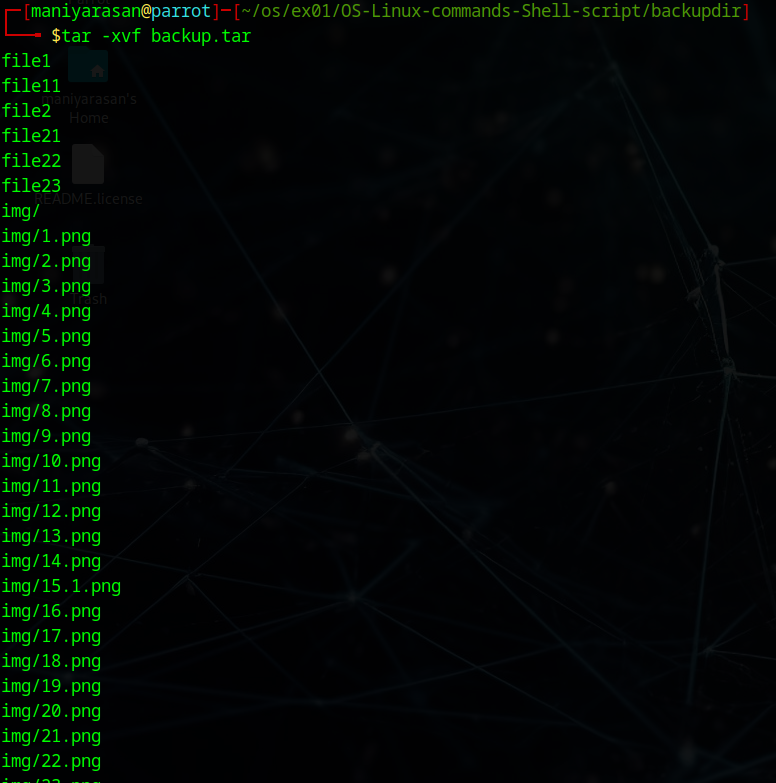 ┌─[maniyarasan@parrot]─[~/os/ex01/OS-Linux-commands-Shell-script/backupdir]
└──╼ $tar -xvf backup.tar
file1
file11
maniyarasan's
file2
Home
file21
file22
file23
README.license
img/
img/1.png
img/2.png
img/3.png
Trash
img/4.png
img/5.png
img/6.png
img/7.png
img/8.png
img/9.png
img/10.png
img/11.png
img/12.png
img/13.png
img/14.png
img/15.1.png
img/16.png
img/17.png
img/18.png
img/19.png
img/20.png
img/21.png
img/22.png